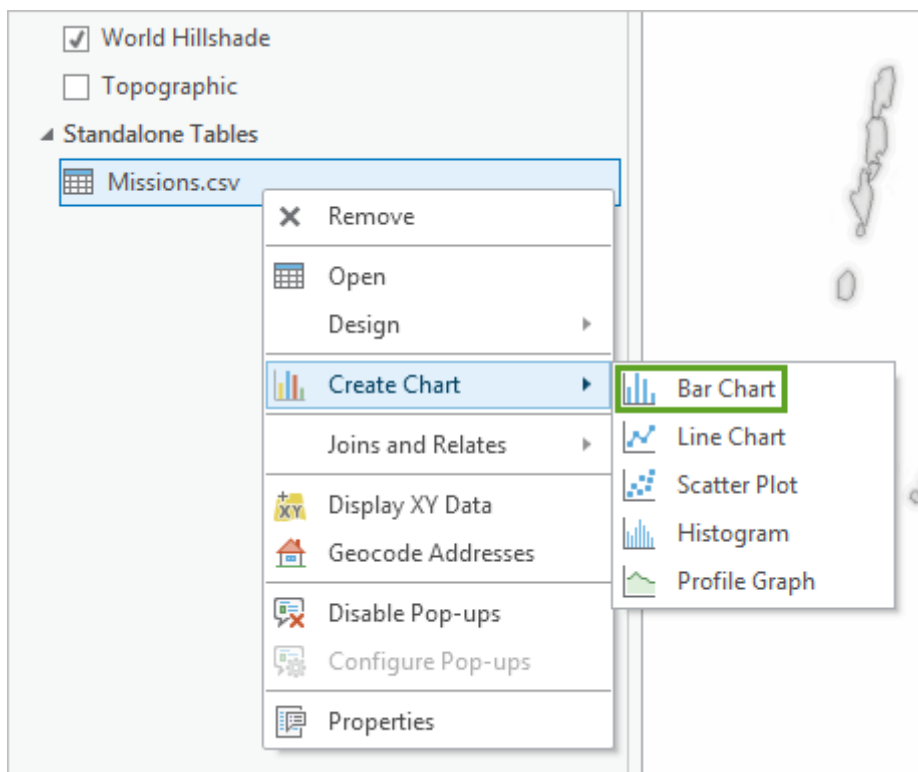 World Hillshade
Topographic
Standalone Tables
Missions.csv
Remove
Open
Design
Create Chart
Bar Chart
Line Chart
Joins and Relates
Scatter Plot
Display XY Data
Histogram
Geocode Addresses
Profile Graph
Disable Pop-ups
Configure Pop-ups
Properties